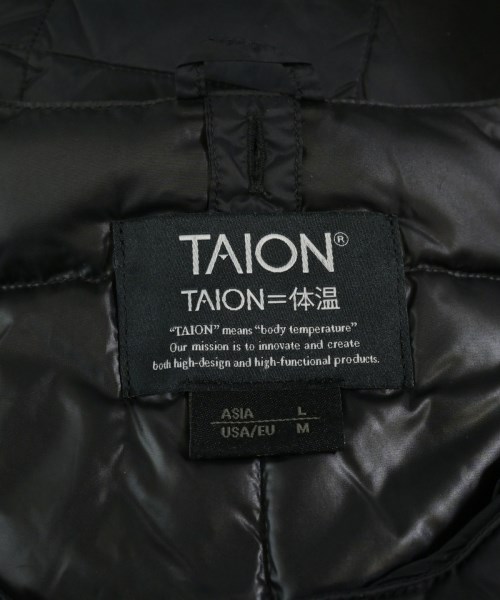 TAION®
TAION=体温
"TAION" means "body temperature"
Our mission is to innovate and create
both high-design and high-functional products.
ASIA L
USA/EU M